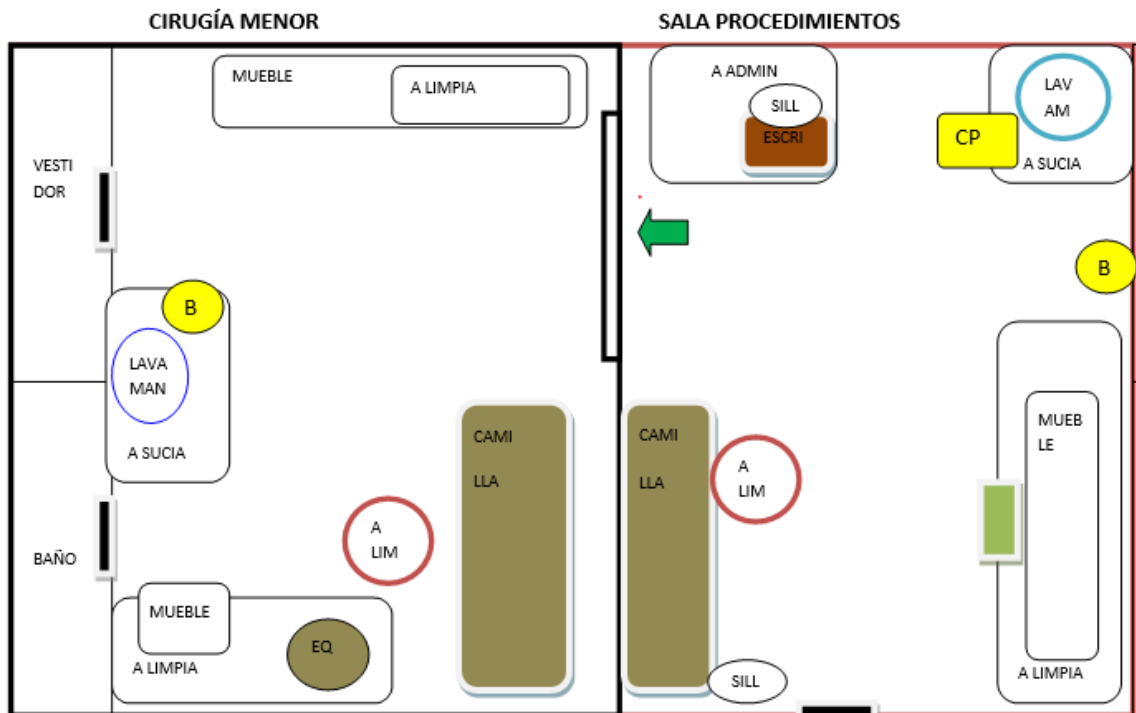 CIRUGÍA MENOR
SALA PROCEDIMIENTOS
MUEBLE
A LIMPIA
VESTI
DOR
B
LAVA
MAN
A SUCIA
CAMI
LLA
A
LIM
BAÑO
MUEBLE
EQ
A LIMPIA
A ADMIN
SILL
ESCRI
LAV
AM
CP
A SUCIA
B
CAMI
LLA
A
LIM
MUEB
LE
SILL
A LIMPIA